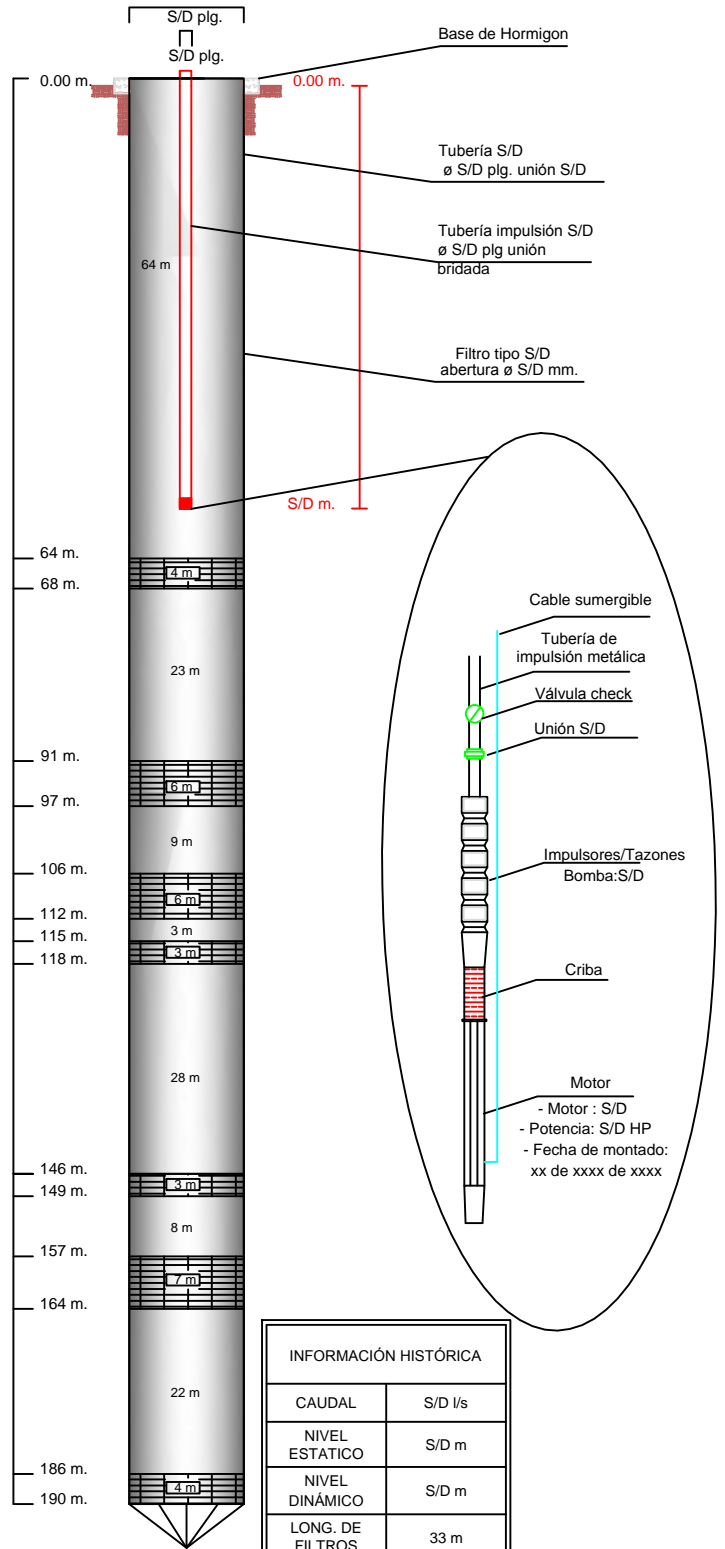 S/D plg.
S/D plg.
Base de Hormigon
0.00 m.
0.00 m.
Tubería S/D
ø S/D plg. unión S/D
Tubería impulsión S/D
ø S/D plg unión
bridada
64 m
Filtro tipo S/D
abertura ø S/D mm.
S/D m.
64 m.
4 m
68 m.
23 m
91 m.
6 m
97 m.
9 m
106 m.
6 m
112 m.
3 m
115 m.
3 m
118 m.
28 m
146 m.
3 m
149 m.
8 m
157 m.
7 m
164 m.
22 m
186 m.
4 m
190 m.
Cable sumergible
Tubería de
impulsión metálica
Válvula check
Unión S/D
Impulsores/Tazones
Bomba:S/D
Criba
Motor
- Motor : S/D
- Potencia: S/D HP
- Fecha de montado:
xx de xxxx de xxxx
INFORMACIÓN HISTÓRICA
CAUDAL S/D l/s
NIVEL
ESTATICO S/D m
NIVEL
DINÁMICO S/D m
LONG. DE
FILTROS 33 m